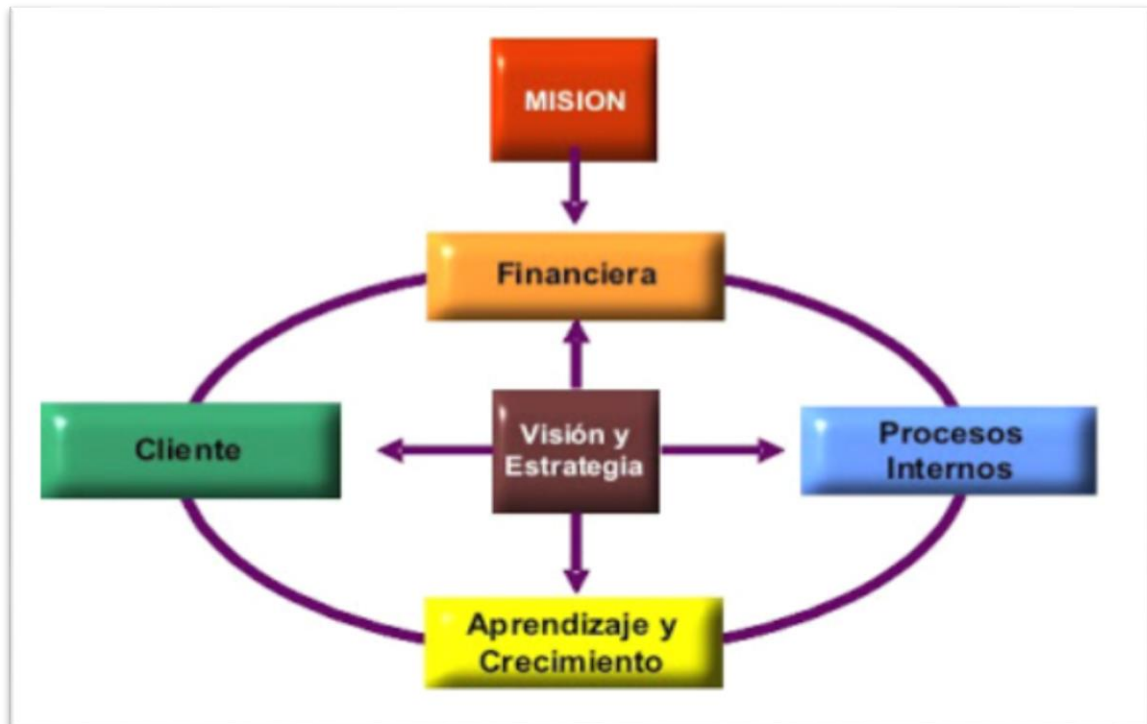 MISION
Financiera
Cliente
Visión y
Estrategia
Procesos
Internos
Aprendizaje y
Crecimiento